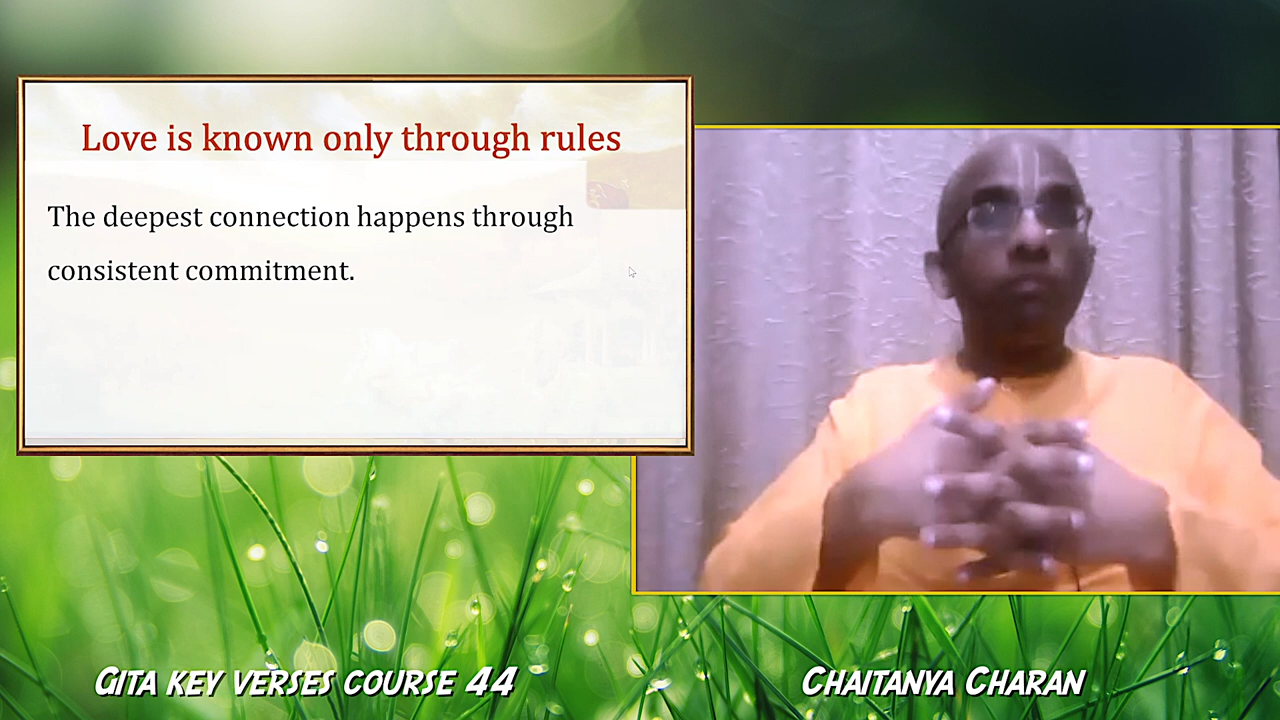 Love is known only through rules
The deepest connection happens through
consistent commitment.
Gita key verses course 44
Chaitanya Charan